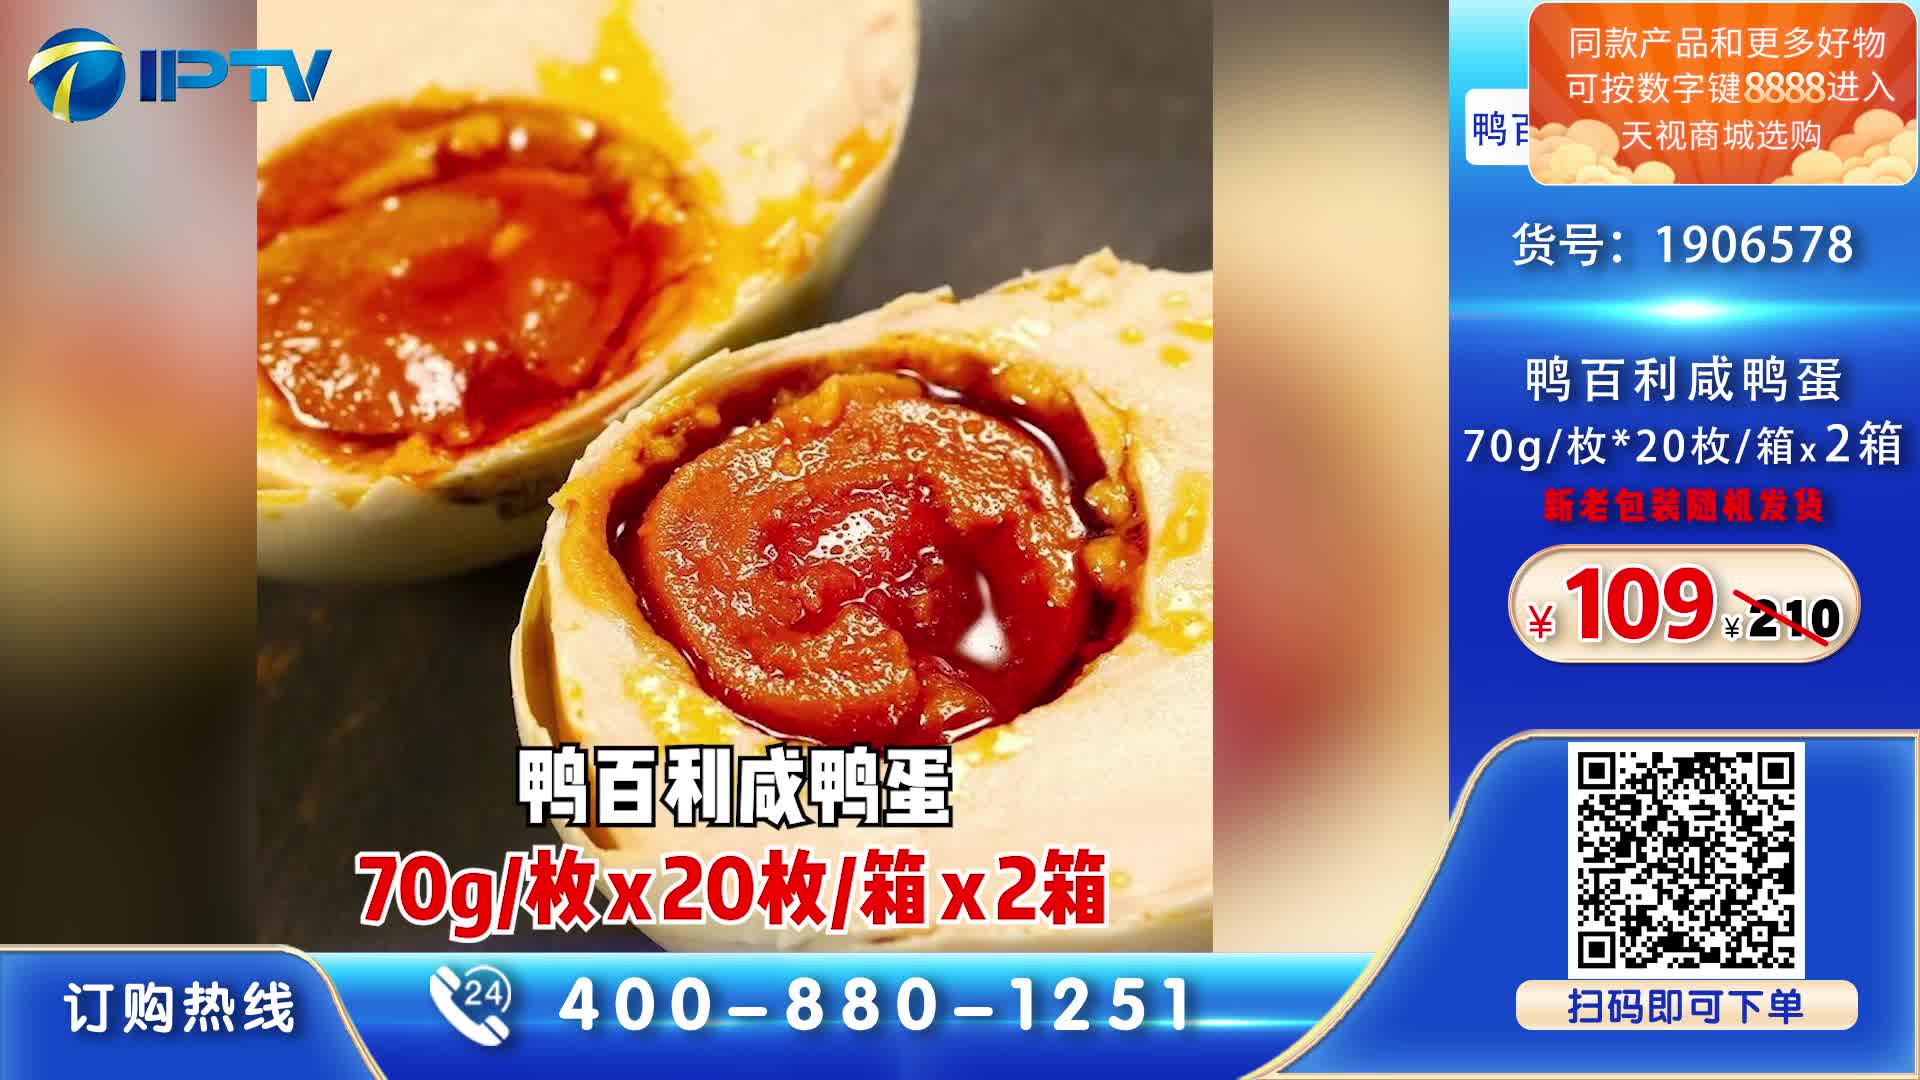 IPTV
同款产品和更多好物
可按数字键8888进入
天视商城选购
鸭百
货号：1906578
鸭百利咸鸭蛋
70g/枚*20枚/箱x2箱
新老包装随机发货
¥109 ¥210
鸭百利咸鸭蛋
70g/枚x20枚/箱x2箱
订购热线
24
400-880-1251
扫码即可下单